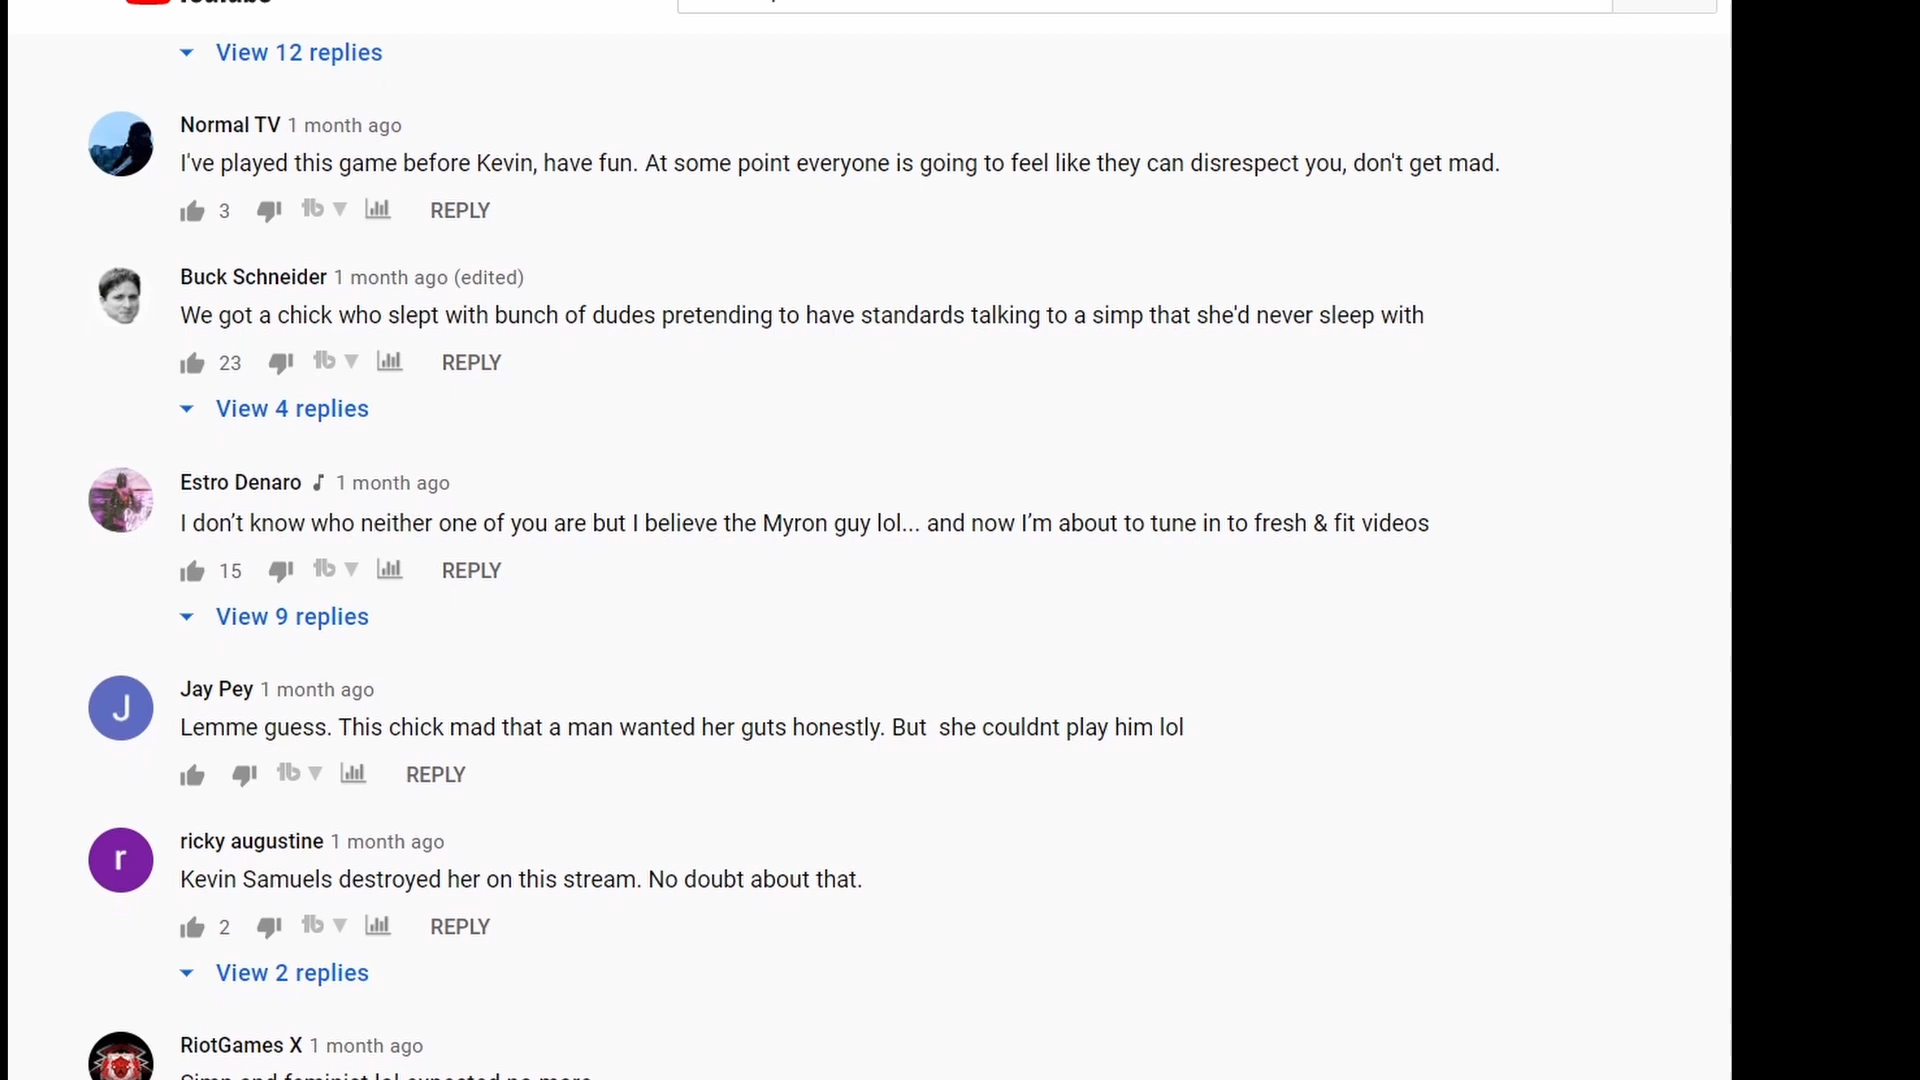 View 12 replies
Normal TV 1 month ago
I've played this game before Kevin, have fun. At some point everyone is going to feel like they can disrespect you, don't get mad.
3 REPLY
Buck Schneider 1 month ago (edited)
We got a chick who slept with bunch of dudes pretending to have standards talking to a simp that she'd never sleep with
23 REPLY
View 4 replies
Estro Denaro 1 month ago
I don’t know who neither one of you are but I believe the Myron guy lol... and now I’m about to tune in to fresh & fit videos
15 REPLY
View 9 replies
J
Jay Pey 1 month ago
Lemme guess. This chick mad that a man wanted her guts honestly. But  she couldnt play him lol
REPLY
r
ricky augustine 1 month ago
Kevin Samuels destroyed her on this stream. No doubt about that.
2 REPLY
View 2 replies
RiotGames X 1 month ago